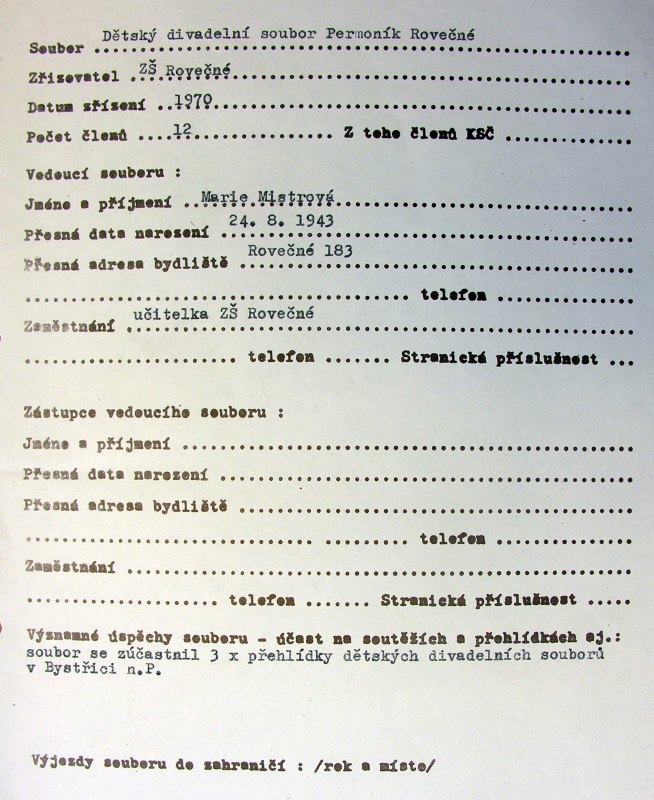 Soubor Dětský divadelní soubor Permoník Rovečné
Zřizovatel ZŠ Rovečné
Datum zřízení ..1970
Počet členů ....12................. Z toho členů KSČ ..............
Vedoucí souboru :
Jméno a příjmení ..Marie Mistrová
Přesná data narození 24. 8. 1943
Přesná adresa bydliště Rovečné 183
.......................................... telefon ...............
Zaměstnání učitelka ZŠ Rovečné
....................... telefon ....... Stranická příslušnost ...
Zástupce vedoucího souboru :
Jméno a příjmení ..................................................
Přesná data narození .............................................
Přesná adresa bydliště ...........................................
............................... ......... telefon ................
Zaměstnání .......................................................
..................... telefon ....... Stranická příslušnost .....
Významné úspěchy souboru - účast na soutěžích a přehlídkách aj.:
soubor se zúčastnil 3 x přehlídky dětských divadelních souborů
v Bystřici n.P.
Výjezdy souboru do zahraničí : /rok a místo/